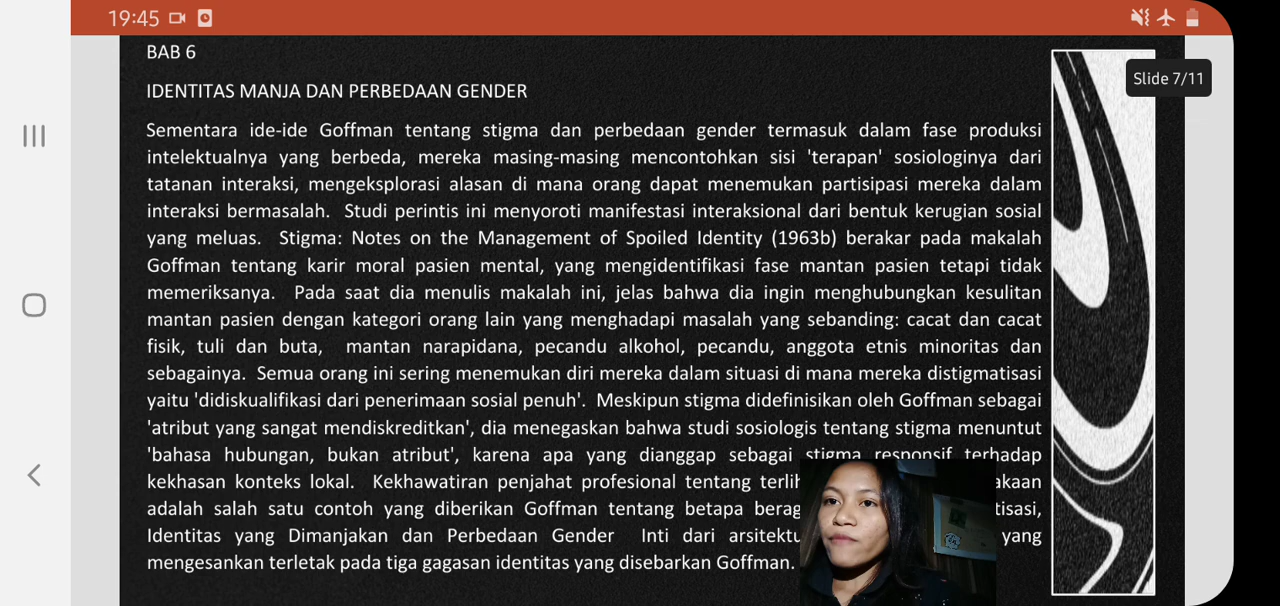 19:45
Slide 7/11
BAB 6
IDENTITAS MANJA DAN PERBEDAAN GENDER
Sementara ide-ide Goffman tentang stigma dan perbedaan gender termasuk dalam fase produksi
intelektualnya yang berbeda, mereka masing-masing mencontohkan sisi 'terapan' sosiologinya dari
tatanan interaksi, mengeksplorasi alasan di mana orang dapat menemukan partisipasi mereka dalam
interaksi bermasalah. Studi perintis ini menyoroti manifestasi interaksional dari bentuk kerugian sosial
yang meluas. Stigma: Notes on the Management of Spoiled Identity (1963b) berakar pada makalah
Goffman tentang karir moral pasien mental, yang mengidentifikasi fase mantan pasien tetapi tidak
memeriksanya. Pada saat dia menulis makalah ini, jelas bahwa dia ingin menghubungkan kesulitan
mantan pasien dengan kategori orang lain yang menghadapi masalah yang sebanding: cacat dan cacat
fisik, tuli dan buta, mantan narapidana, pecandu alkohol, pecandu, anggota etnis minoritas dan
sebagainya. Semua orang ini sering menemukan diri mereka dalam situasi di mana mereka distigmatisasi
yaitu 'didiskualifikasi dari penerimaan sosial penuh'. Meskipun stigma didefinisikan oleh Goffman sebagai
'atribut yang sangat mendiskreditkan', dia menegaskan bahwa studi sosiologis tentang stigma menuntut
'bahasa hubungan, bukan atribut', karena apa yang dianggap sebagai stigma responsif terhadap
kekhasan konteks lokal. Kekhawatiran penjahat profesional tentang
adalah salah satu contoh yang diberikan Goffman tentang betapa
Identitas yang Dimanjakan dan Perbedaan Gender Inti dari yang
mengesankan terletak pada tiga gagasan identitas yang disebarkan Goffman.